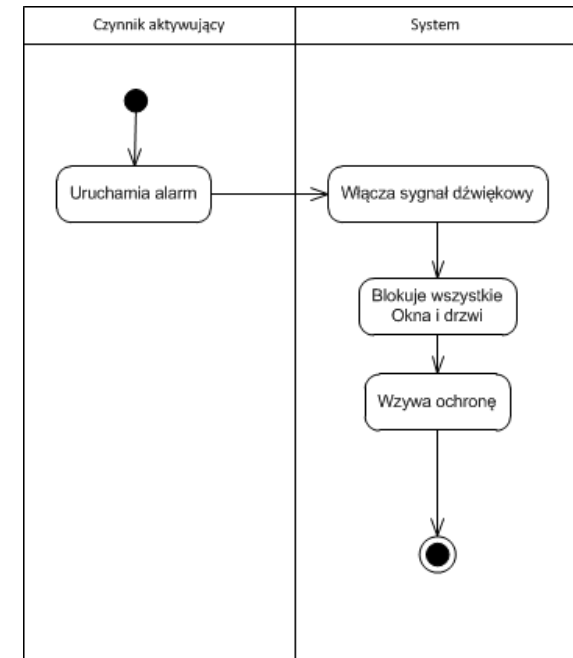 Czynnik aktywujący
System
Uruchamia alarm
Włącza sygnał dźwiękowy
Blokuje wszystkie
Okna i drzwi
Wzywa ochronę